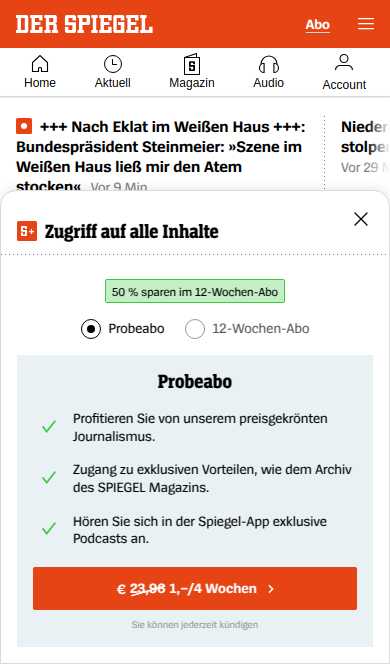 DER SPIEGEL
Abo
Home
Aktuell
Magazin
Audio
Account
+++ Nach Eklat im Weißen Haus +++:
Bundespräsident Steinmeier: »Szene im
Weißen Haus ließ mir den Atem
stocken« Vor 9 Min
Nieder
stolpe
Vor 29
S+ Zugriff auf alle Inhalte
50 % sparen im 12-Wochen-Abo
Probeabo
12-Wochen-Abo
Probeabo
Profitieren Sie von unserem preisgekrönten
Journalismus.
Zugang zu exklusiven Vorteilen, wie dem Archiv
des SPIEGEL Magazins.
Hören Sie sich in der Spiegel-App exklusive
Podcasts an.
€ 23,96 1,–/4 Wochen
Sie können jederzeit kündigen